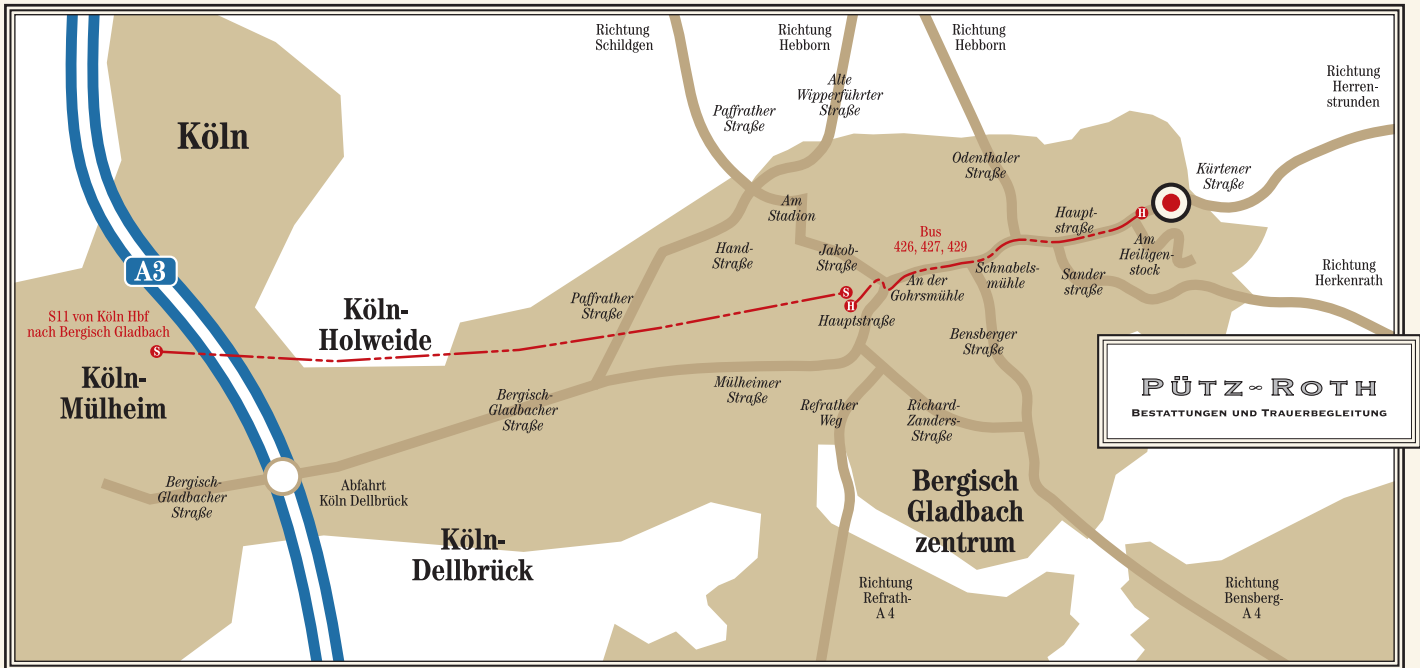 Richtung
Schildgen
Richtung
Hebborn
Richtung
Hebborn
Richtung
Herren-
strunden
Köln
Paffrather
Straße
Alte
Wipperführter
Straße
Odenthaler
Straße
Kürtener
Straße
Am
Stadion
Haupt-
straße
H
A3
Hand-
Straße
Jakob-
Straße
Bus
426, 427, 429
Am
Heiligen-
stock
Richtung
Herkenrath
Schnabels-
mühle
Sander
straße
An der
Gohrsmühle
S
H
Hauptstraße
Paffrather
Straße
Köln-
Holweide
S11 von Köln Hbf
nach Bergisch Gladbach
S
Bensberger
Straße
Köln-
Mülheim
Mülheimer
Straße
Bergisch-
Gladbacher
Straße
Refrather
Weg
Richard-
Zanders-
Straße
PÜTZ~ROTH
BESTATTUNGEN UND TRAUERBEGLEITUNG
Bergisch-
Gladbacher
Straße
Abfahrt
Köln Dellbrück
Bergisch
Gladbach
zentrum
Köln-
Dellbrück
Richtung
Refrath-
A 4
Richtung
Bensberg-
A 4